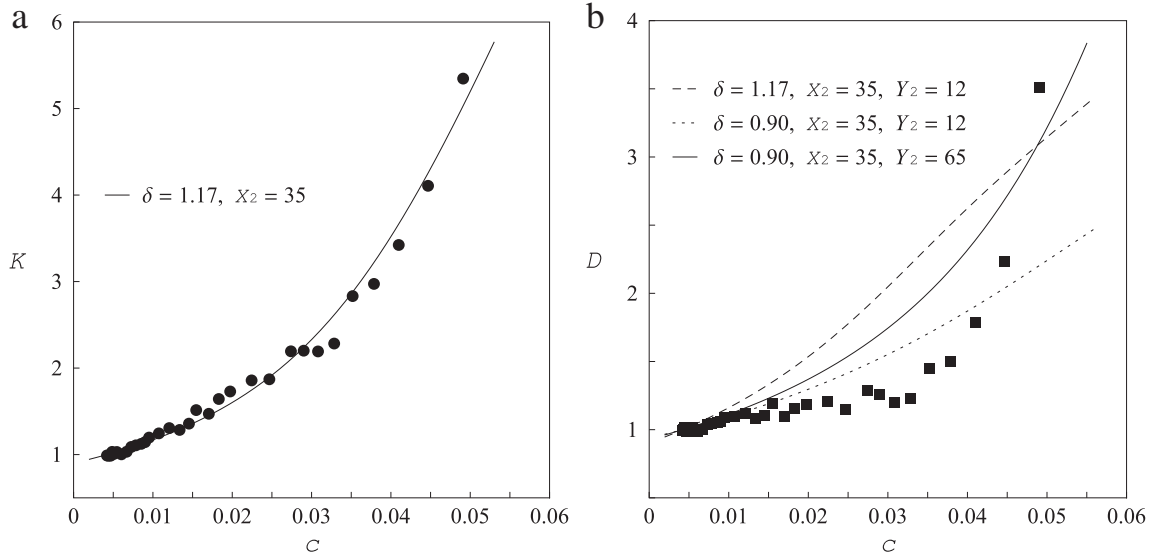 a
6
5
4
3
2
1
K
δ = 1.17, X2 = 35
0 0.01 0.02 0.03 0.04 0.05 0.06
C
b
4
3
2
1
D
δ = 1.17, X2 = 35, Y2 = 12
δ = 0.90, X2 = 35, Y2 = 12
δ = 0.90, X2 = 35, Y2 = 65
0 0.01 0.02 0.03 0.04 0.05 0.06
C